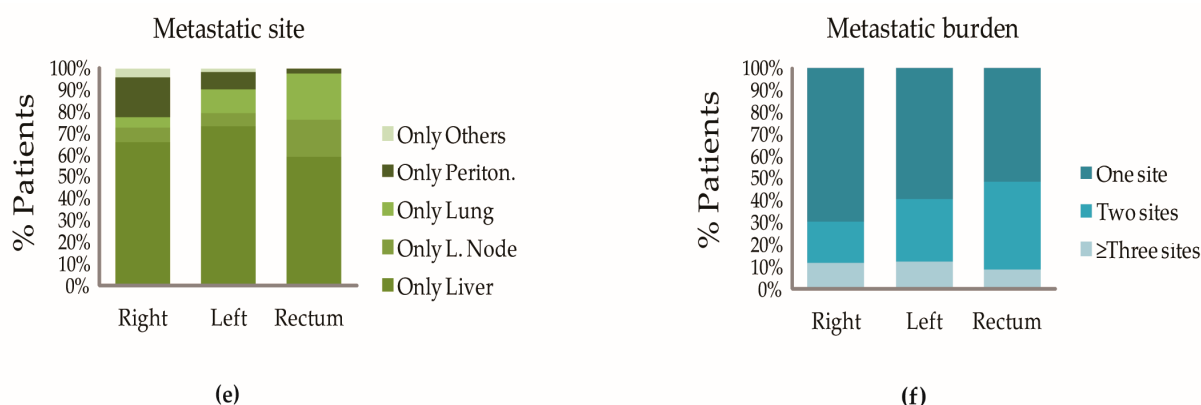 Metastatic site
% Patients
100%
90%
80%
70%
60%
50%
40%
30%
20%
10%
0%
Right Left Rectum
Only Others
Only Periton.
Only Lung
Only L. Node
Only Liver
(e)
Metastatic burden
% Patients
100%
90%
80%
70%
60%
50%
40%
30%
20%
10%
0%
Right Left Rectum
One site
Two sites
≥Three sites
(f)